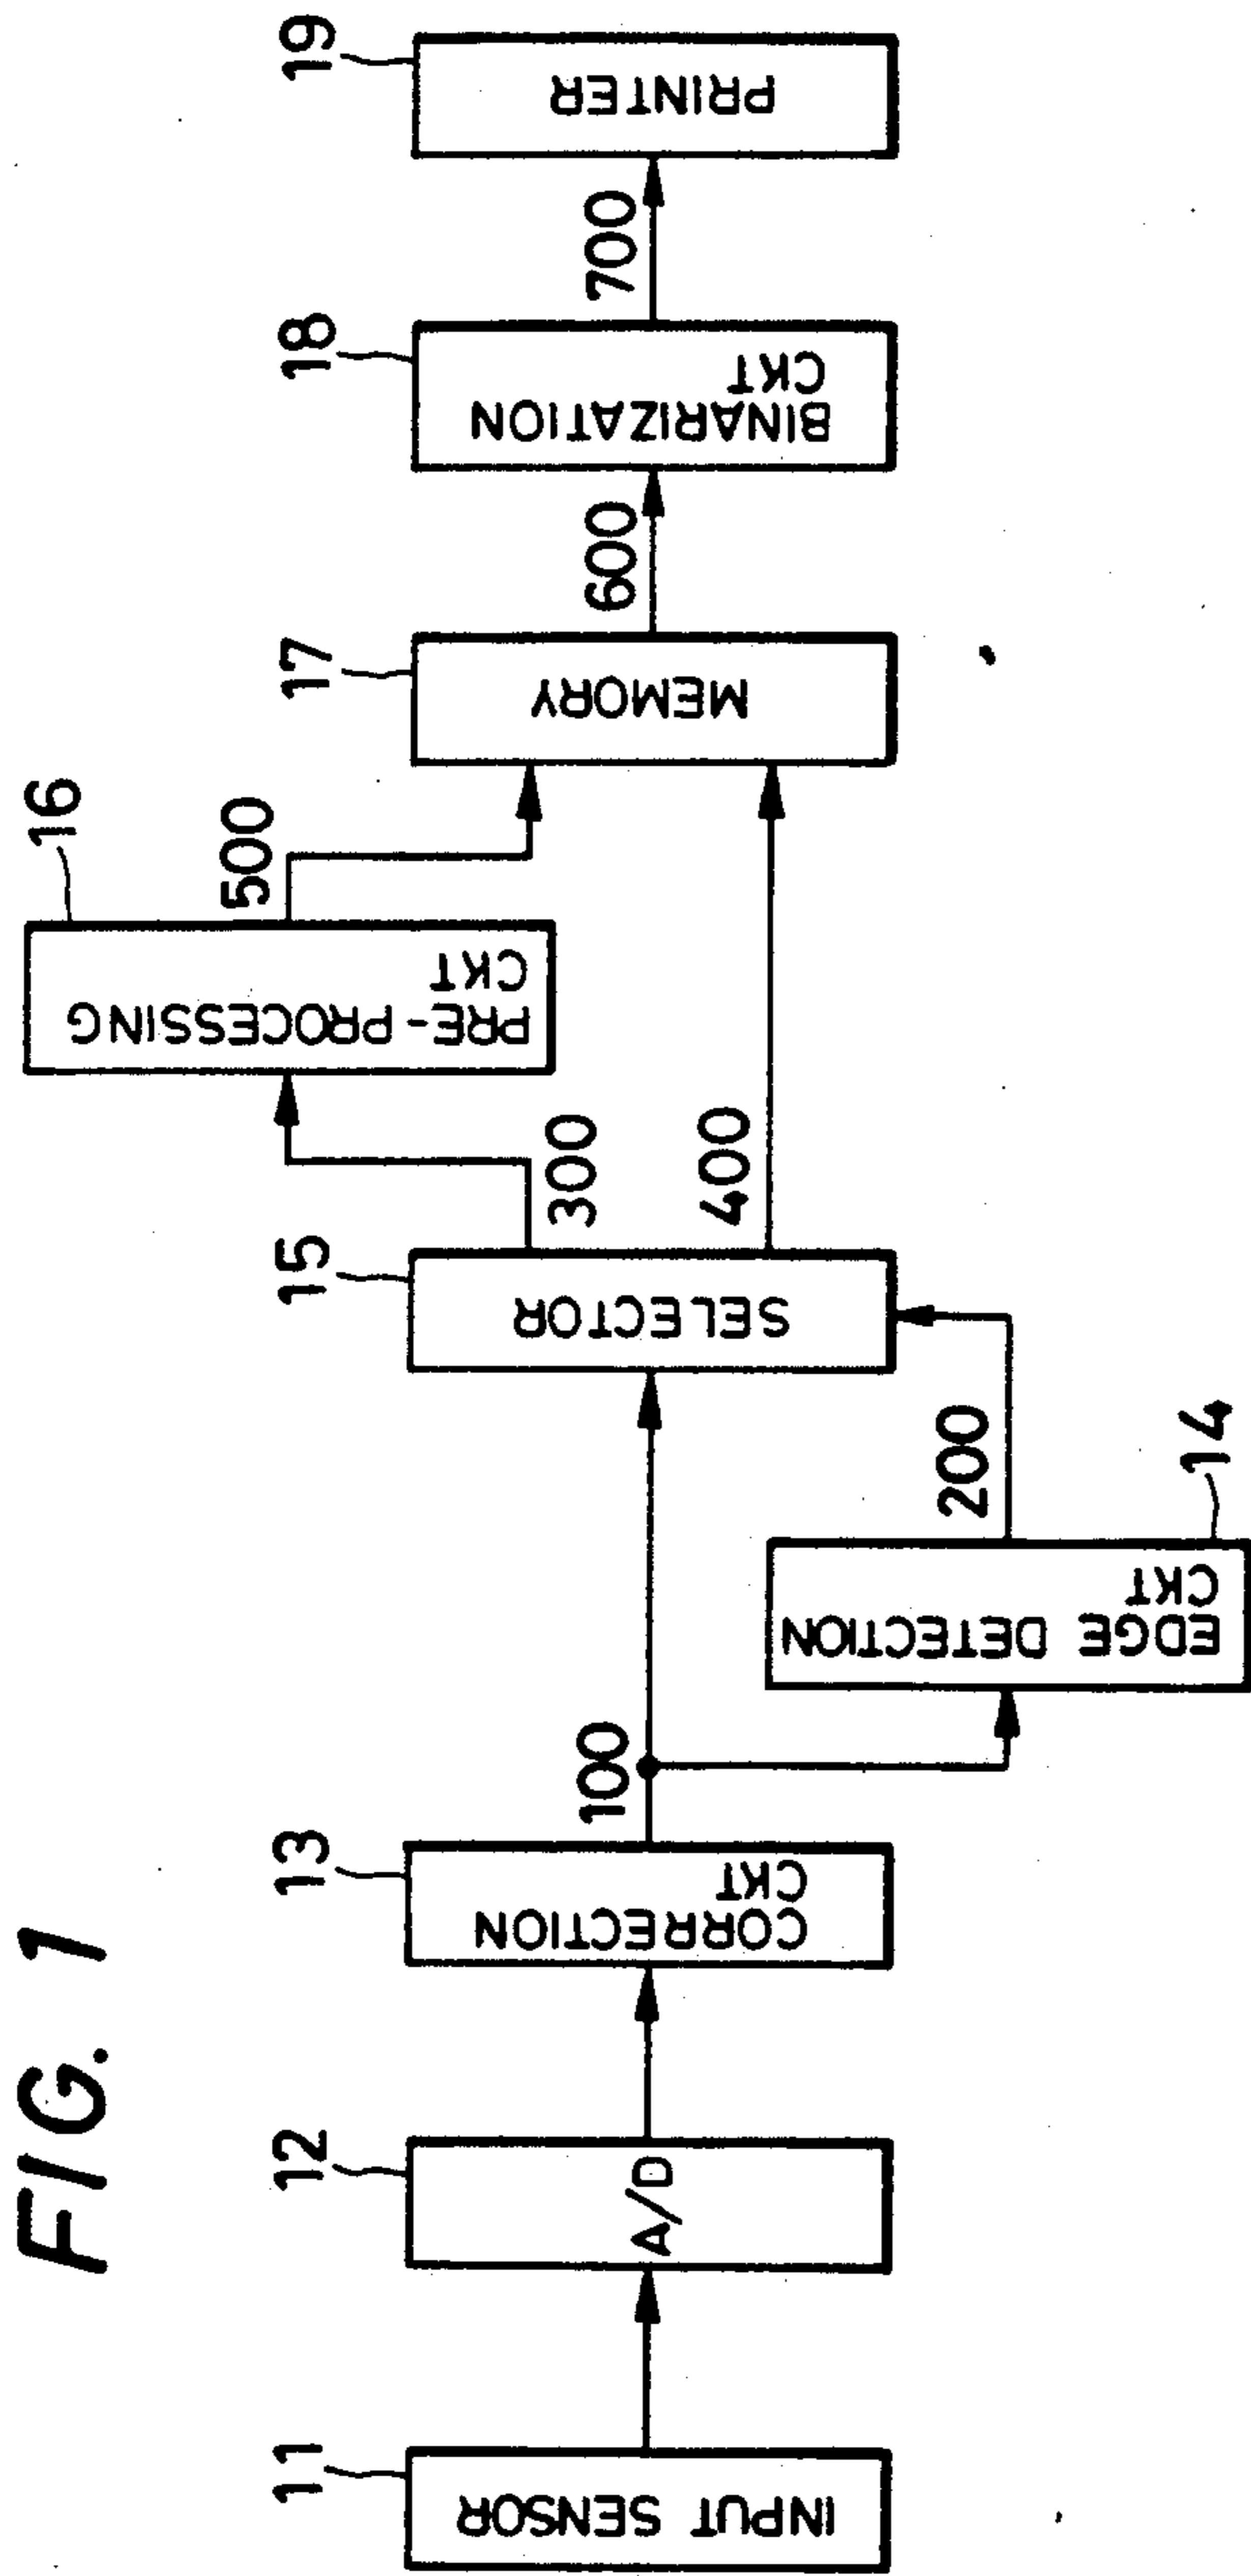 FIG. 1
11
INPUT SENSOR
12
A/D
13
CORRECTION
CKT
100
14
EDGE DETECTION
CKT
200
15
SELECTOR
300
400
16
PRE-PROCESSING
CKT
500
17
MEMORY
600
18
BINARIZATION
CKT
700
19
PRINTER